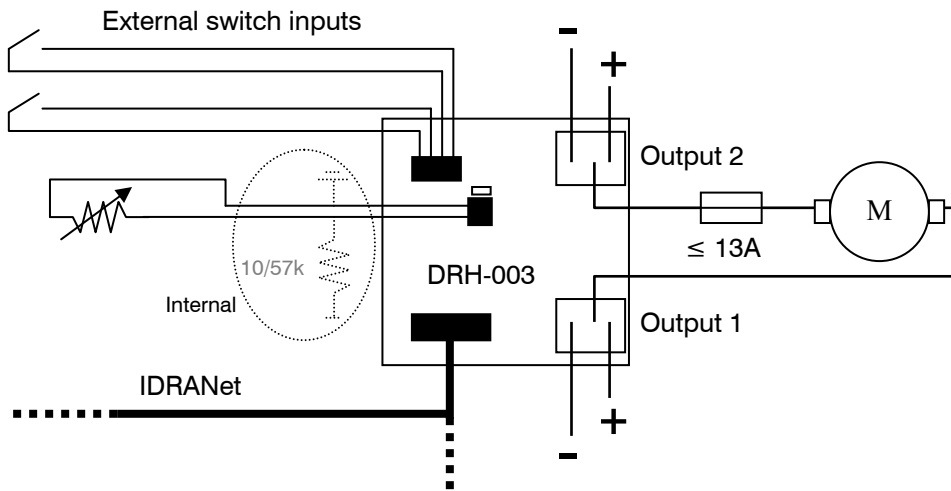 External switch inputs
-
+
Output 2
M
≤ 13A
10/57k
DRH-003
Internal
Output 1
IDRANet
+
-